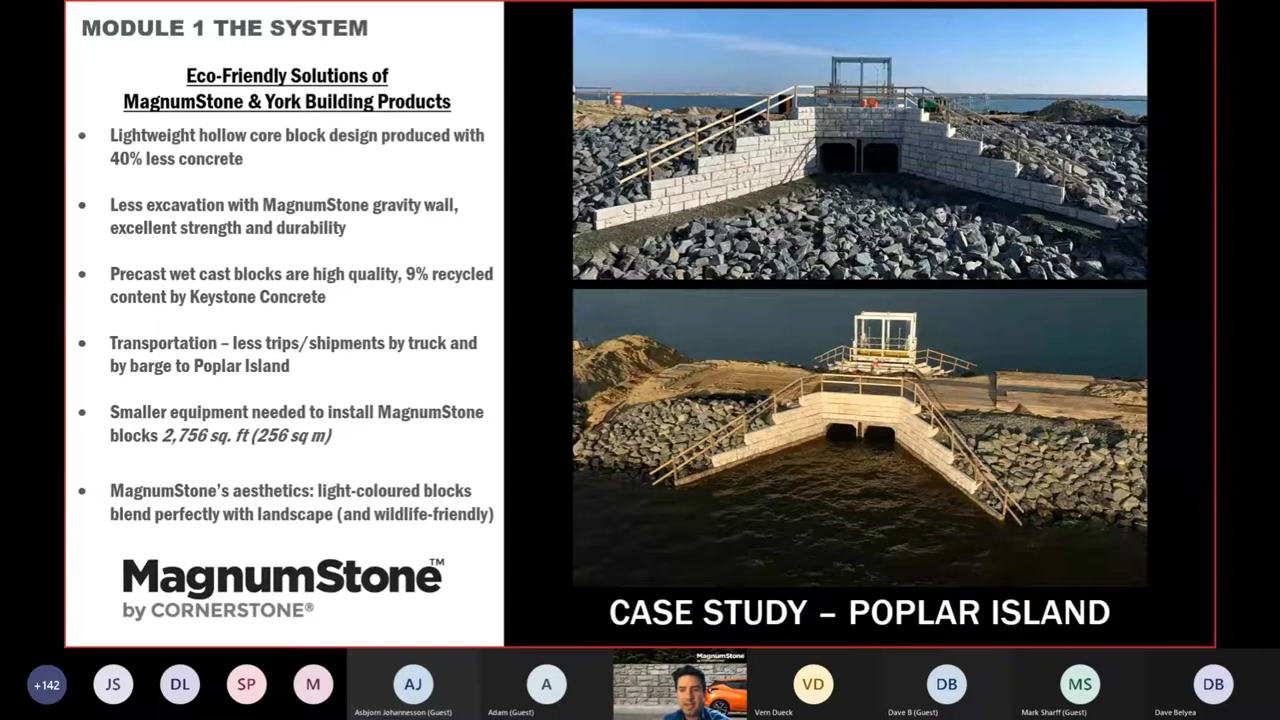 MODULE 1 THE SYSTEM
Eco-Friendly Solutions of
MagnumStone & York Building Products
• Lightweight hollow core block design produced with
40% less concrete
• Less excavation with MagnumStone gravity wall,
excellent strength and durability
• Precast wet cast blocks are high quality, 9% recycled
content by Keystone Concrete
• Transportation – less trips/shipments by truck and
by barge to Poplar Island
• Smaller equipment needed to install MagnumStone
blocks 2,756 sq. ft (256 sq m)
• MagnumStone's aesthetics: light-coloured blocks
blend perfectly with landscape (and wildlife-friendly)
MagnumStone™
by CORNERSTONE®
CASE STUDY – POPLAR ISLAND
+142
JS
DL
SP
M
AJ
Asbjorn Johannesson (Guest)
A
Adam (Guest)
MagnumStone
VD
Vern Dueck
DB
Dave B (Guest)
MS
Mark Sharff (Guest)
DB
Dave Belyea